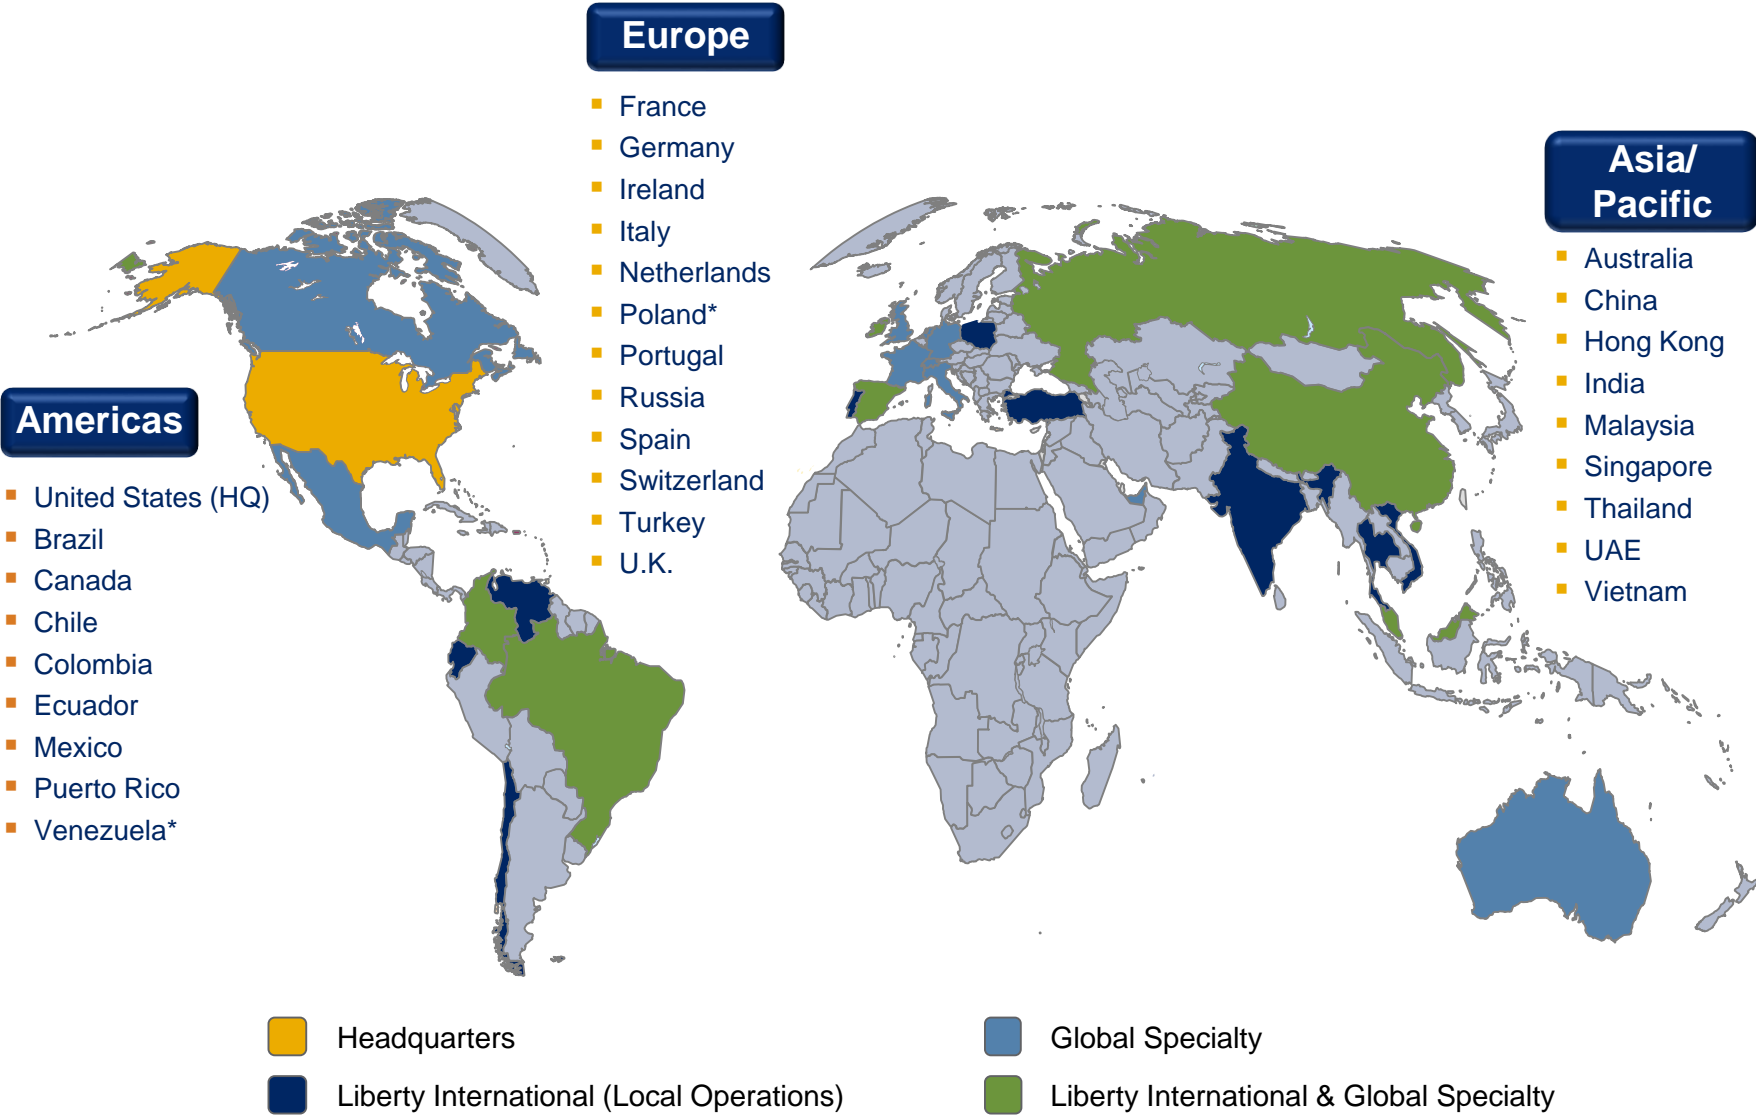 Europe
France
Germany
Ireland
Italy
Netherlands
Poland*
Portugal
Russia
Spain
Switzerland
Turkey
U.K.
Asia/
Pacific
Australia
China
Hong Kong
India
Malaysia
Singapore
Thailand
UAE
Vietnam
Americas
United States (HQ)
Brazil
Canada
Chile
Colombia
Ecuador
Mexico
Puerto Rico
Venezuela*
Headquarters
Global Specialty
Liberty International (Local Operations)
Liberty International & Global Specialty